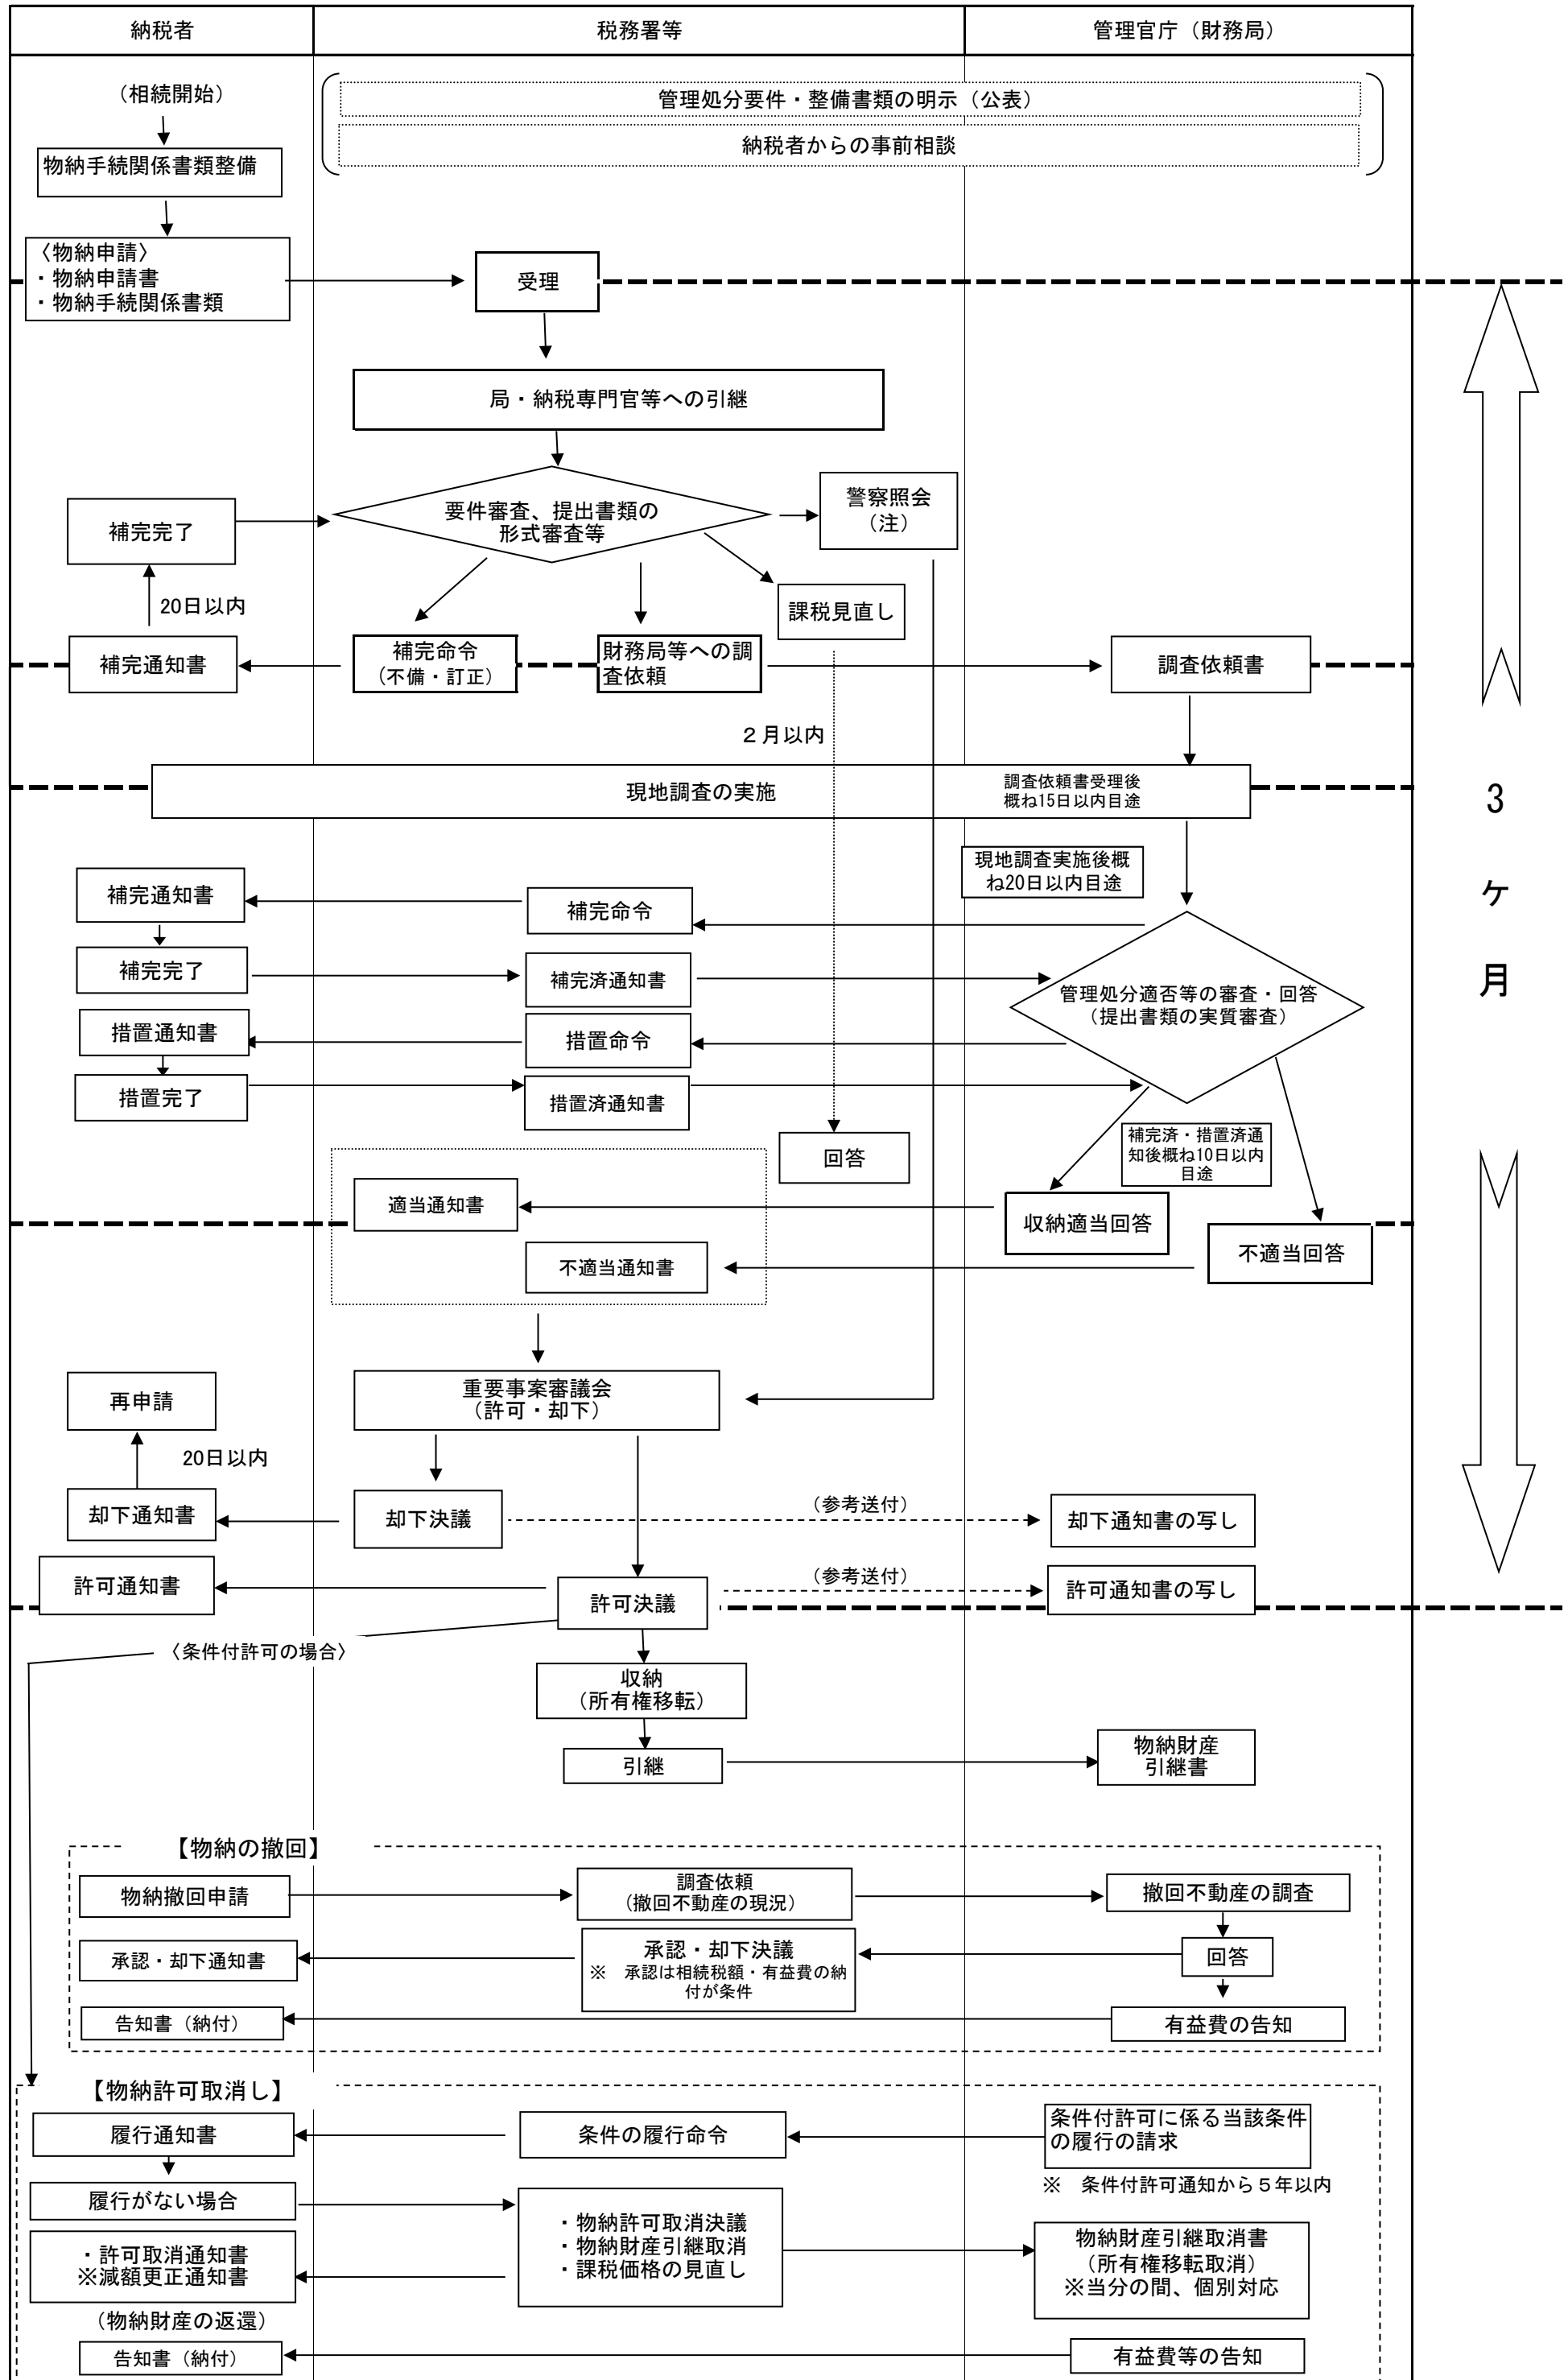 納税者
税務署等
管理官庁（財務局）
（相続開始）
管理処分要件・整備書類の明示（公表）
納税者からの事前相談
物納手続関係書類整備
〈物納申請〉
・物納申請書
・物納手続関係書類
受理
局・納税専門官等への引継
要件審査、提出書類の
形式審査等
警察照会
（注）
補完完了
20日以内
課税見直し
補完通知書
補完命令
（不備・訂正）
財務局等への調
査依頼
調査依頼書
２月以内
現地調査の実施
調査依頼書受理後
概ね15日以内目途
3
ヶ
月
現地調査実施後概
ね20日以内目途
補完通知書
補完命令
補完完了
補完済通知書
管理処分適否等の審査・回答
（提出書類の実質審査）
措置通知書
措置命令
措置完了
措置済通知書
補完済・措置済通
知後概ね10日以内
目途
回答
適当通知書
収納適当回答
不適当通知書
不適当回答
重要事案審議会
（許可・却下）
再申請
20日以内
却下通知書
却下決議
（参考送付）
却下通知書の写し
許可通知書
許可決議
（参考送付）
許可通知書の写し
〈条件付許可の場合〉
収納
（所有権移転）
引継
物納財産
引継書
【物納の撤回】
物納撤回申請
調査依頼
（撤回不動産の現況）
撤回不動産の調査
承認・却下通知書
承認・却下決議
※　承認は相続税額・有益費の納
付が条件
回答
告知書（納付）
有益費の告知
【物納許可取消し】
履行通知書
条件の履行命令
条件付許可に係る当該条件
の履行の請求
※　条件付許可通知から５年以内
履行がない場合
・物納許可取消決議
・物納財産引継取消
・課税価格の見直し
・許可取消通知書
※減額更正通知書
物納財産引継取消書
（所有権移転取消）
※当分の間、個別対応
（物納財産の返還）
告知書（納付）
有益費等の告知